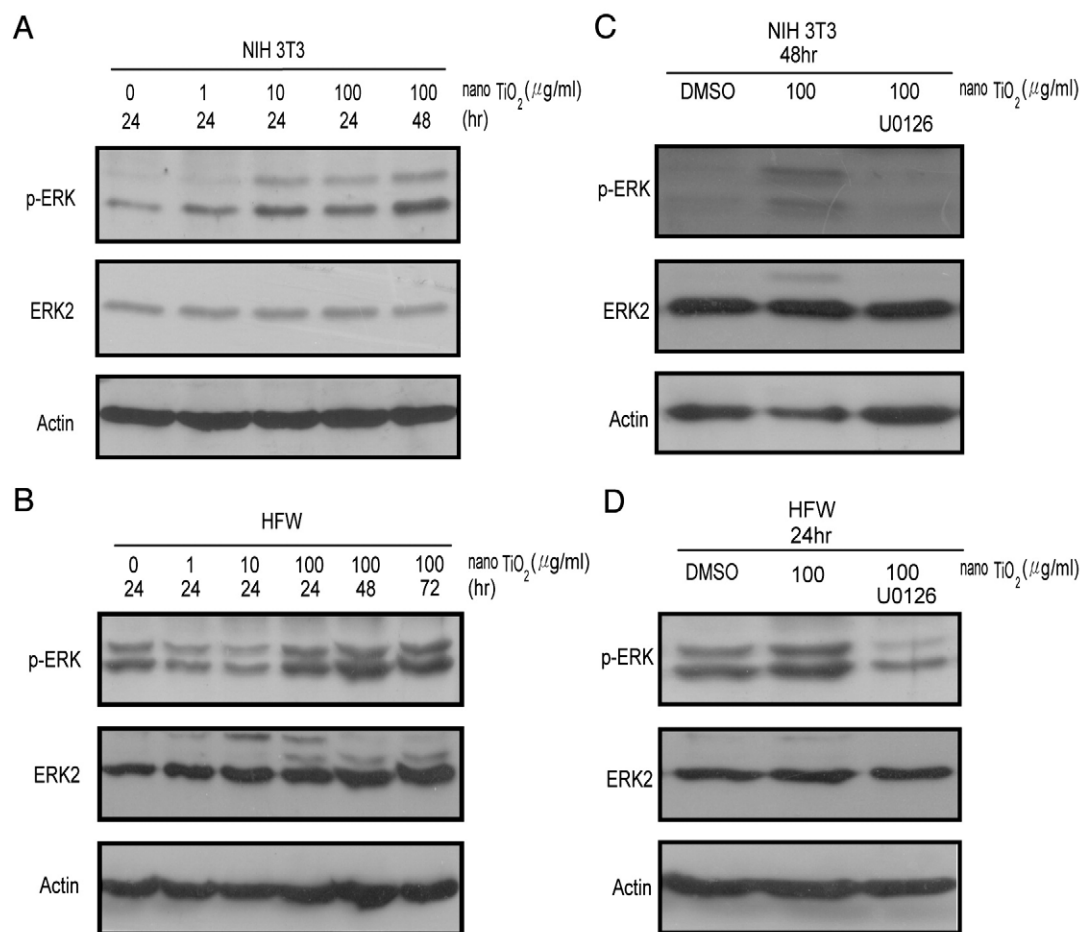 A
NIH 3T3
0 1 10 100 100 nano TiO₂(μg/ml)
24 24 24 24 48 (hr)
p-ERK
ERK2
Actin
B
HFW
0 1 10 100 100 100 nano TiO₂(μg/ml)
24 24 24 24 48 72 (hr)
p-ERK
ERK2
Actin
C
NIH 3T3
48hr
DMSO 100 100 nano TiO₂(μg/ml)
U0126
p-ERK
ERK2
Actin
D
HFW
24hr
DMSO 100 100 nano TiO₂(μg/ml)
U0126
p-ERK
ERK2
Actin